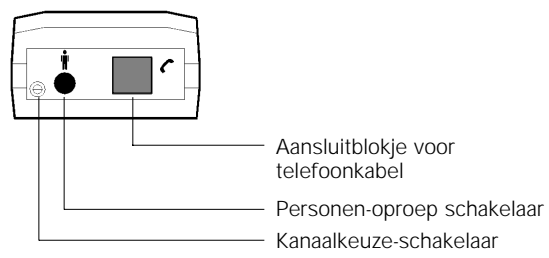 Aansluitblokje voor
telefoonkabel
Personen-oproep schakelaar
Kanaalkeuze-schakelaar